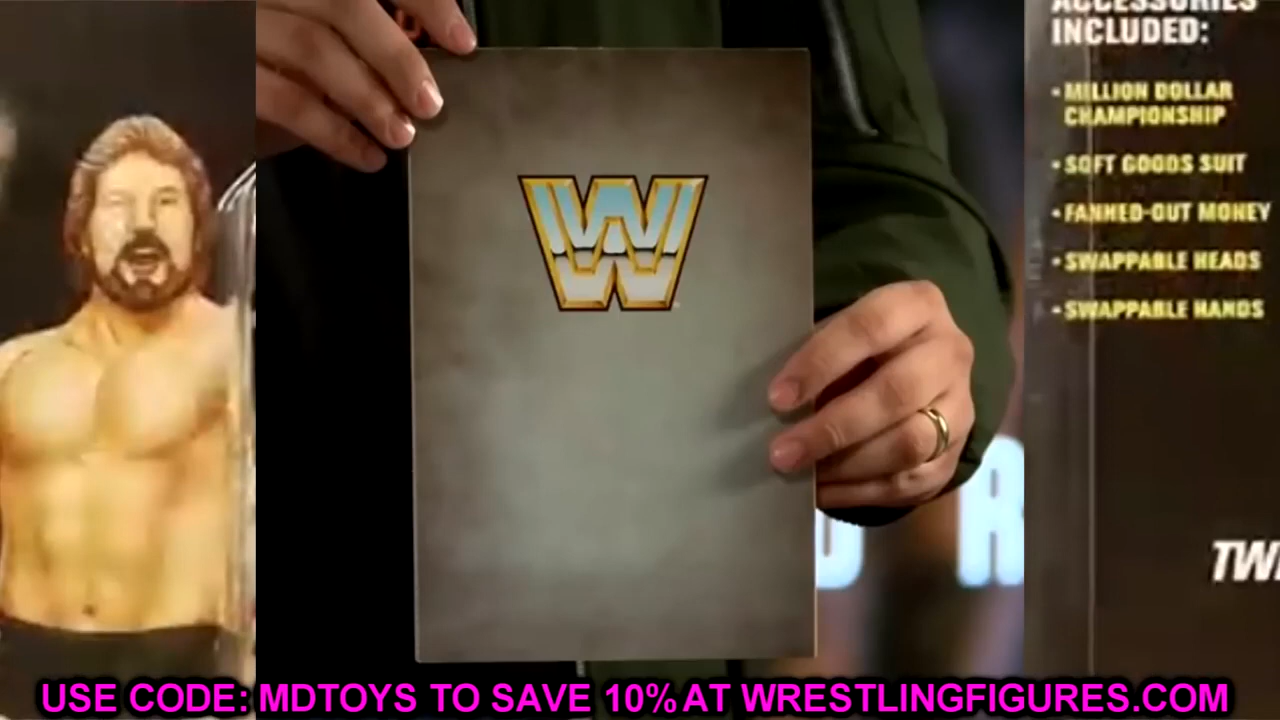 ACCESSORIES
INCLUDED:
• MILLION DOLLAR
CHAMPIONSHIP
• SOFT GOODS SUIT
• FANNED-OUT MONEY
• SWAPPABLE HEADS
• SWAPPABLE HANDS
W
R
TW
USE CODE: MDTOYS TO SAVE 10% AT WRESTLINGFIGURES.COM